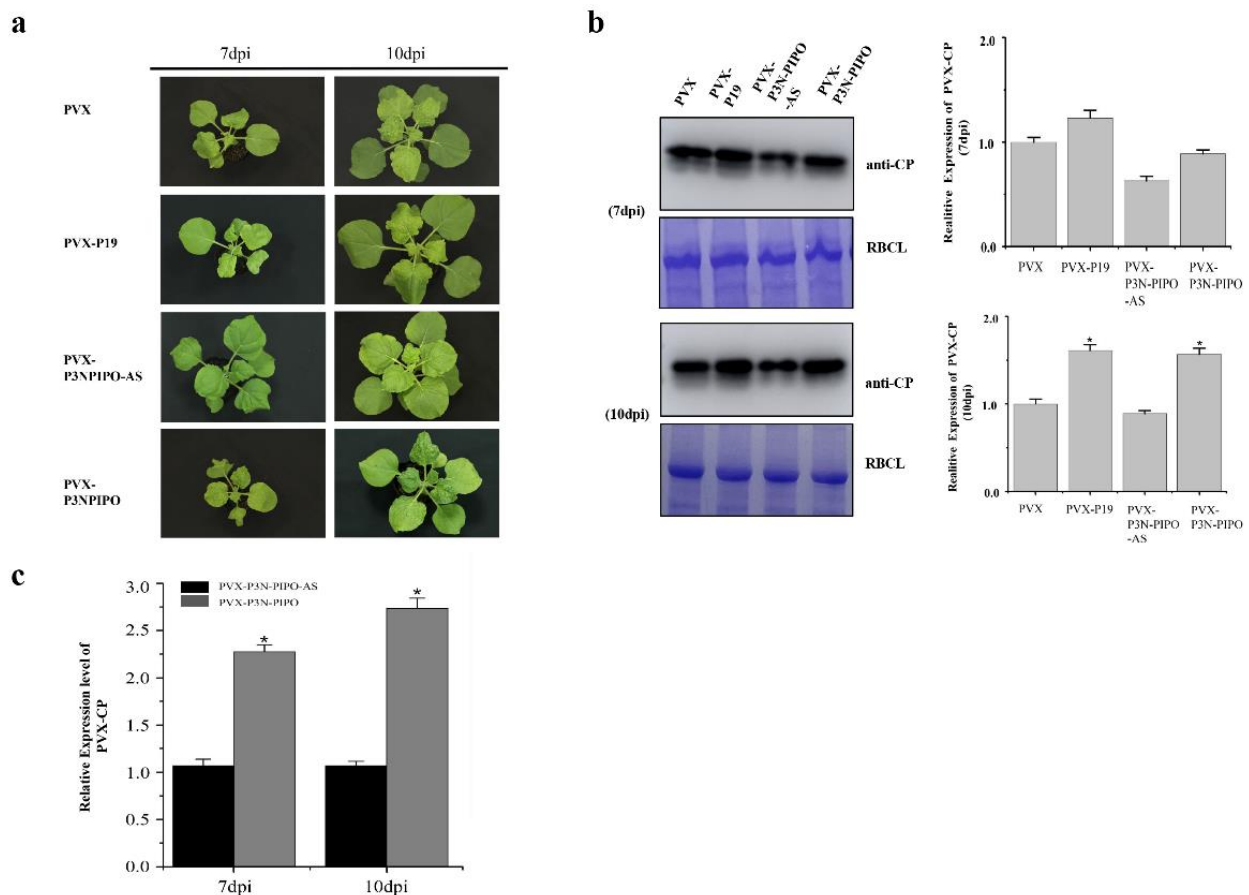 a
7dpi 10dpi
PVX
PVX-P19
PVX-
P3NPIPO-AS
PVX-
P3NPIPO
b
PVX
PVX-
P19
PVX-
P3N-PIPO
-AS
PVX-
P3N-PIPO
anti-CP
(7dpi)
RBCL
anti-CP
(10dpi)
RBCL
Realitive Expression of PVX-CP
(7dpi)
2.0
1.0
0.0
PVX
PVX-P19
PVX-
P3N-PIPO
-AS
PVX-
P3N-PIPO
Realitive Expression of PVX-CP
(10dpi)
2.0
1.0
0.0
* *
PVX
PVX-P19
PVX-
P3N-PIPO
-AS
PVX-
P3N-PIPO
c
PVX-P3N-PIPO-AS
PVX-P3N-PIPO
Relative Expression level of
PVX-CP
3.0
2.5
2.0
1.5
1.0
0.5
0.0
* *
7dpi 10dpi